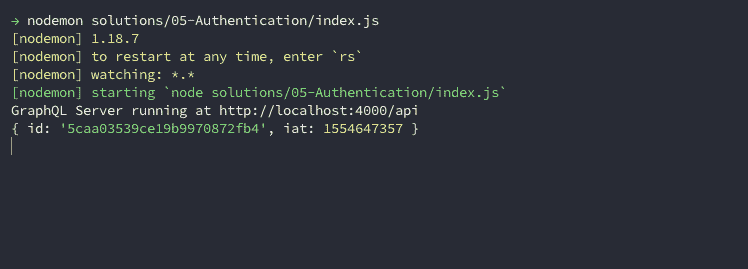 → nodemon solutions/05-Authentication/index.js
[nodemon] 1.18.7
[nodemon] to restart at any time, enter `rs`
[nodemon] watching: *.*
[nodemon] starting `node solutions/05-Authentication/index.js`
GraphQL Server running at http://localhost:4000/api
{ id: '5caa03539ce19b9970872fb4', iat: 1554647357 }